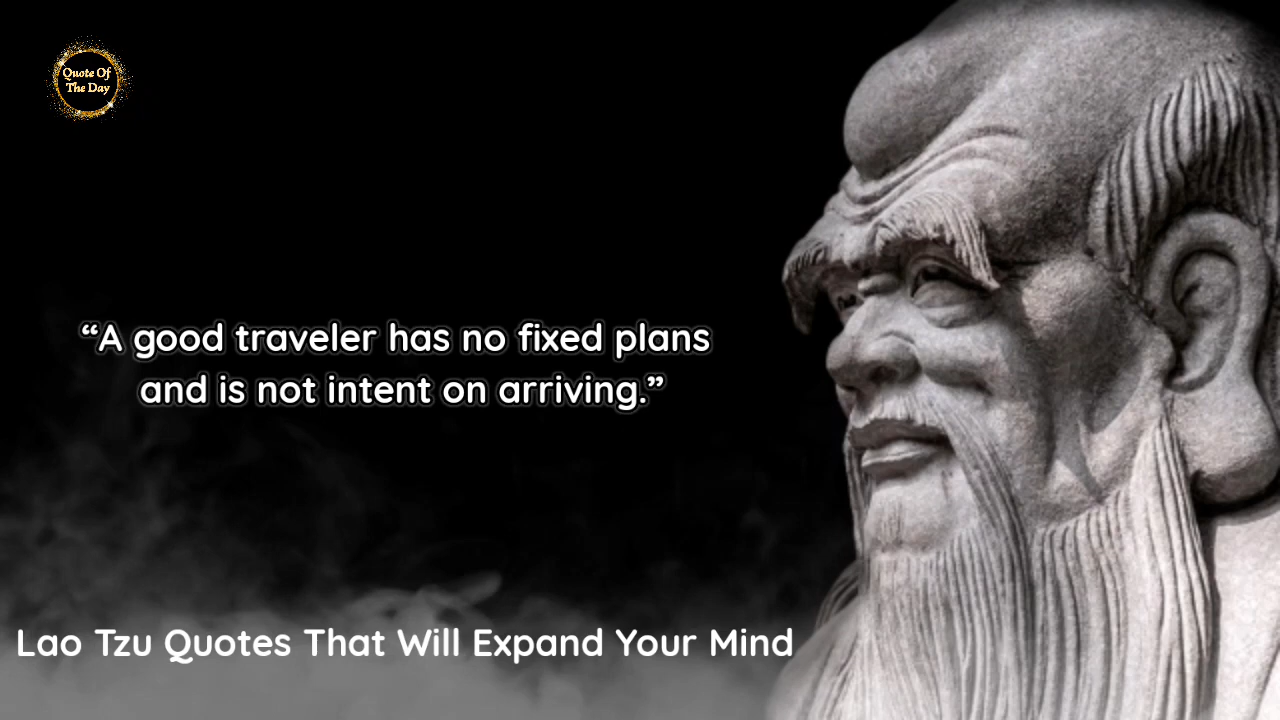 Quote Of
The Day
“A good traveler has no fixed plans
and is not intent on arriving.”
Lao Tzu Quotes That Will Expand Your Mind